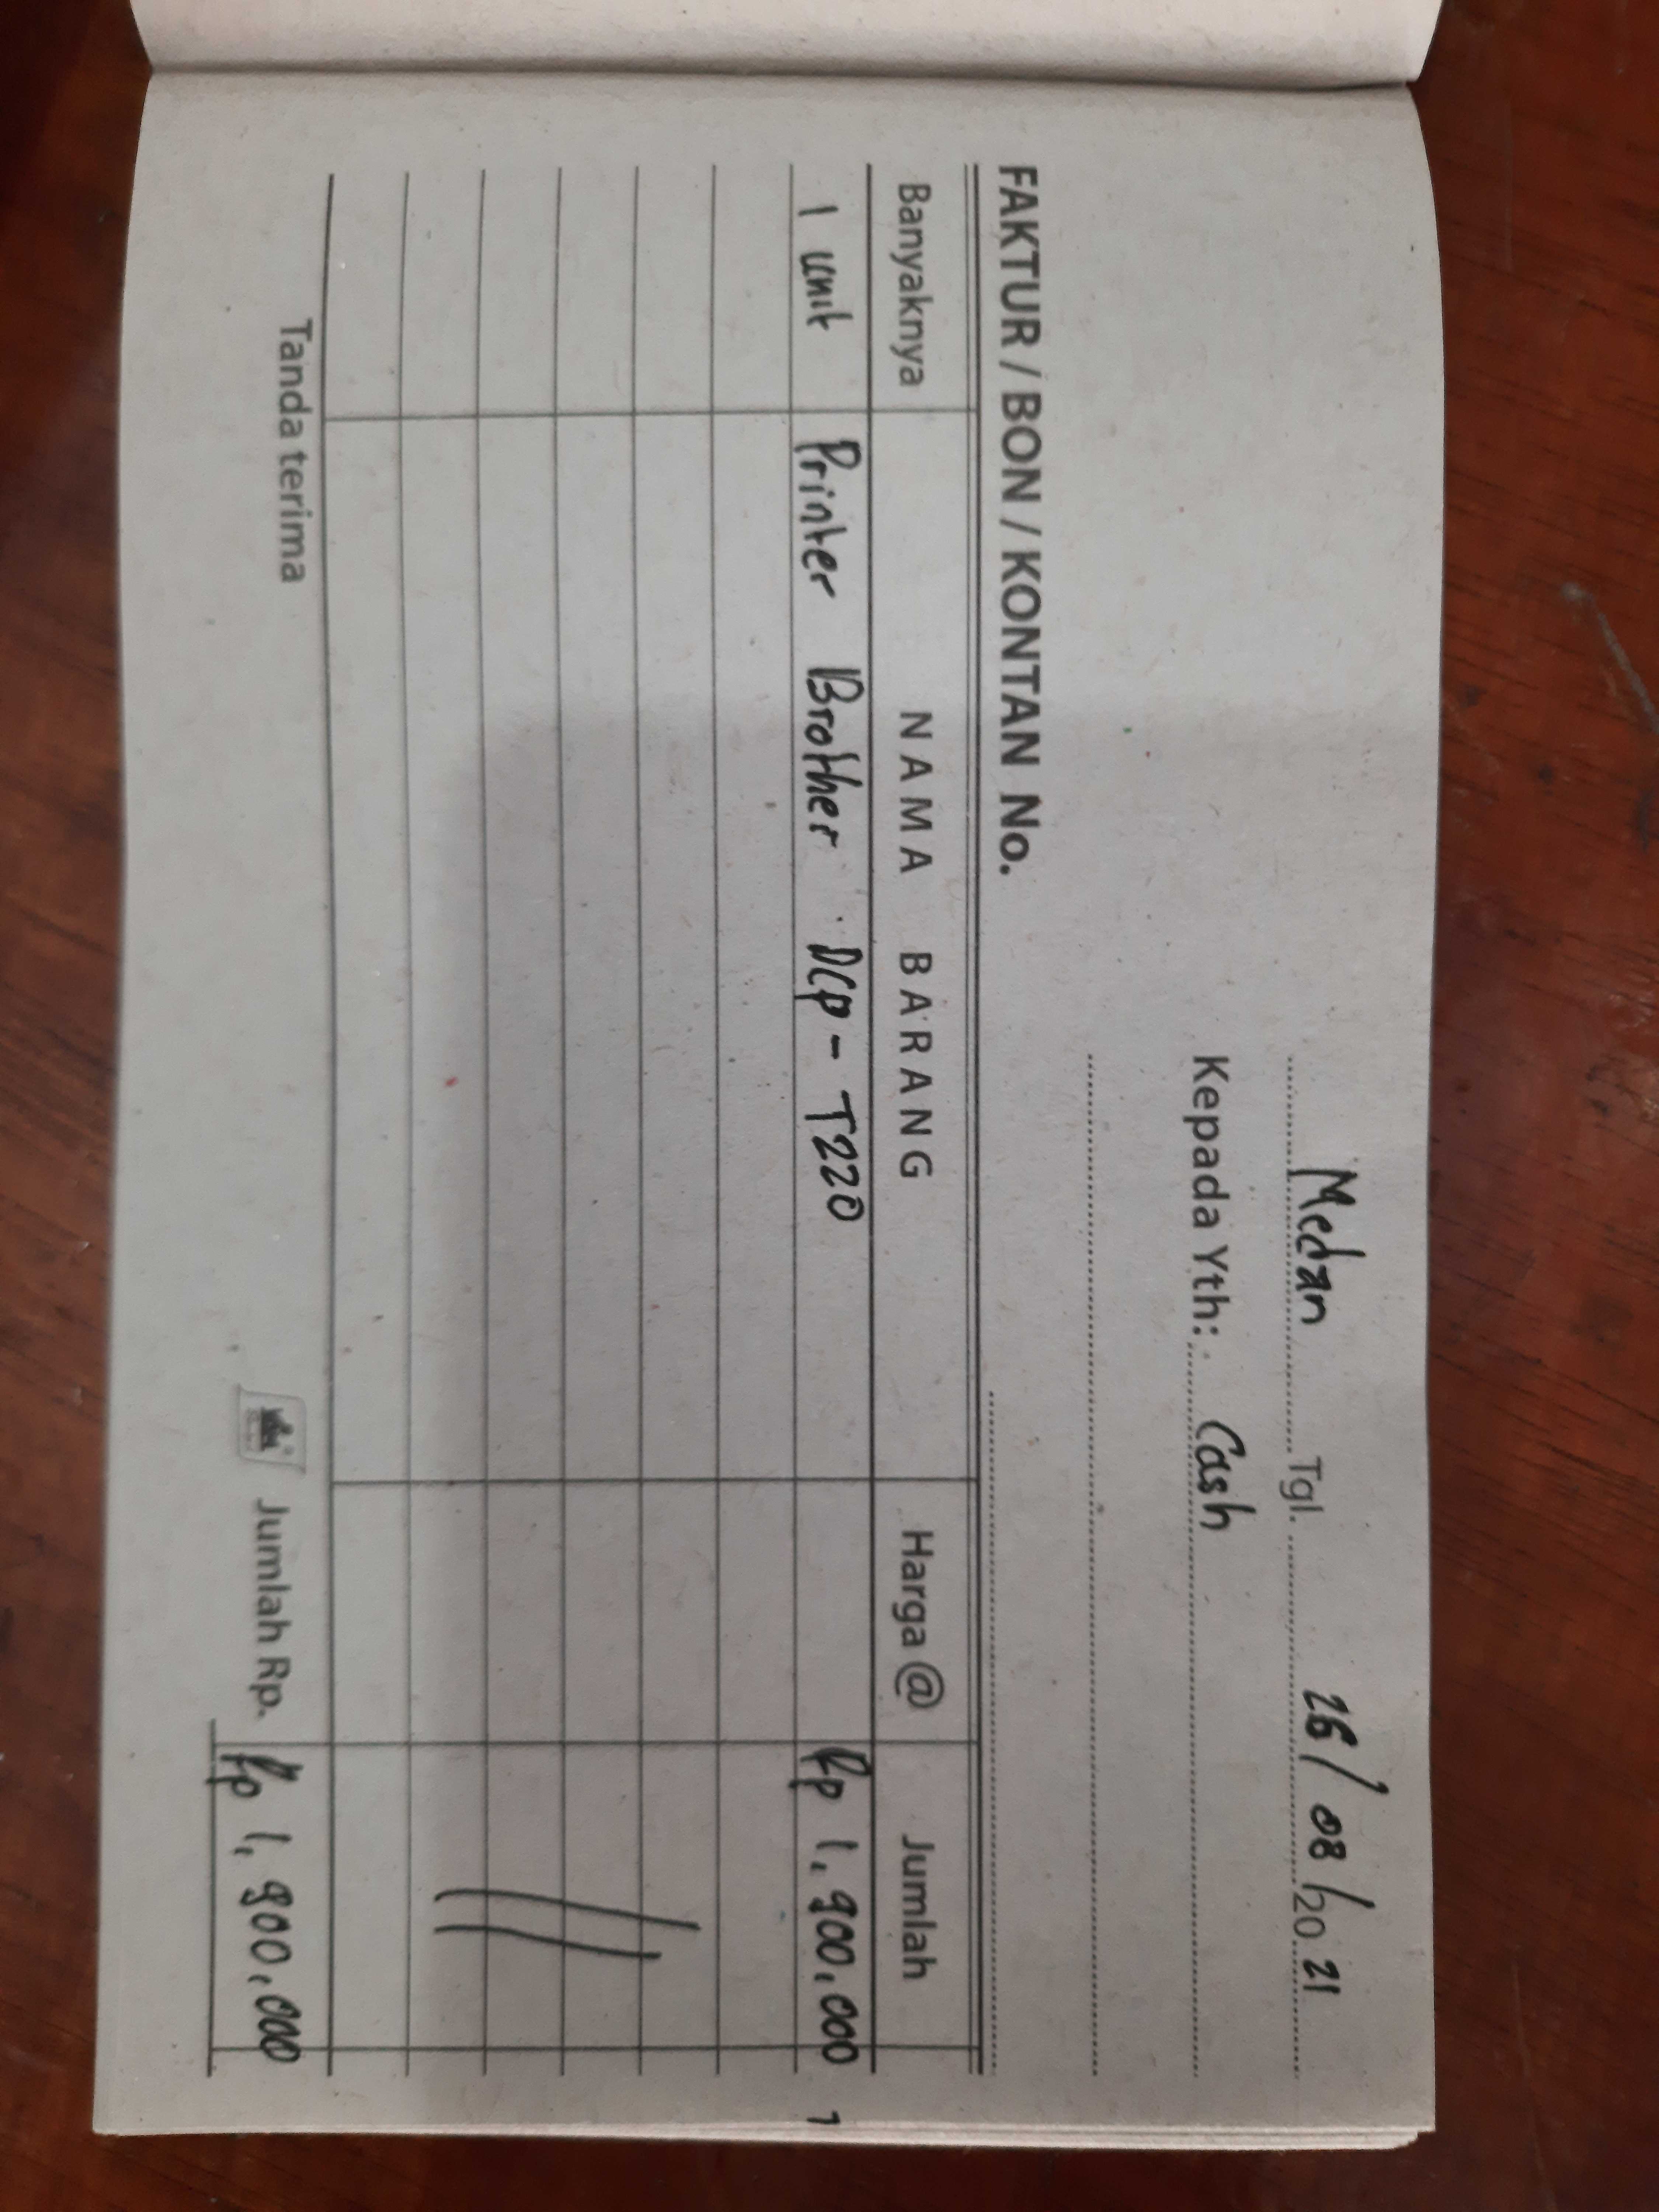 Medan Tgl. 26/08/2021
Kepada Yth: Cash
FAKTUR / BON / KONTAN No.
Banyaknya NAMA BARANG Harga @ Jumlah
1 unit Printer Brother DCP-T220 Rp 1.900.000
Tanda terima Jumlah Rp. Rp 1.900.000